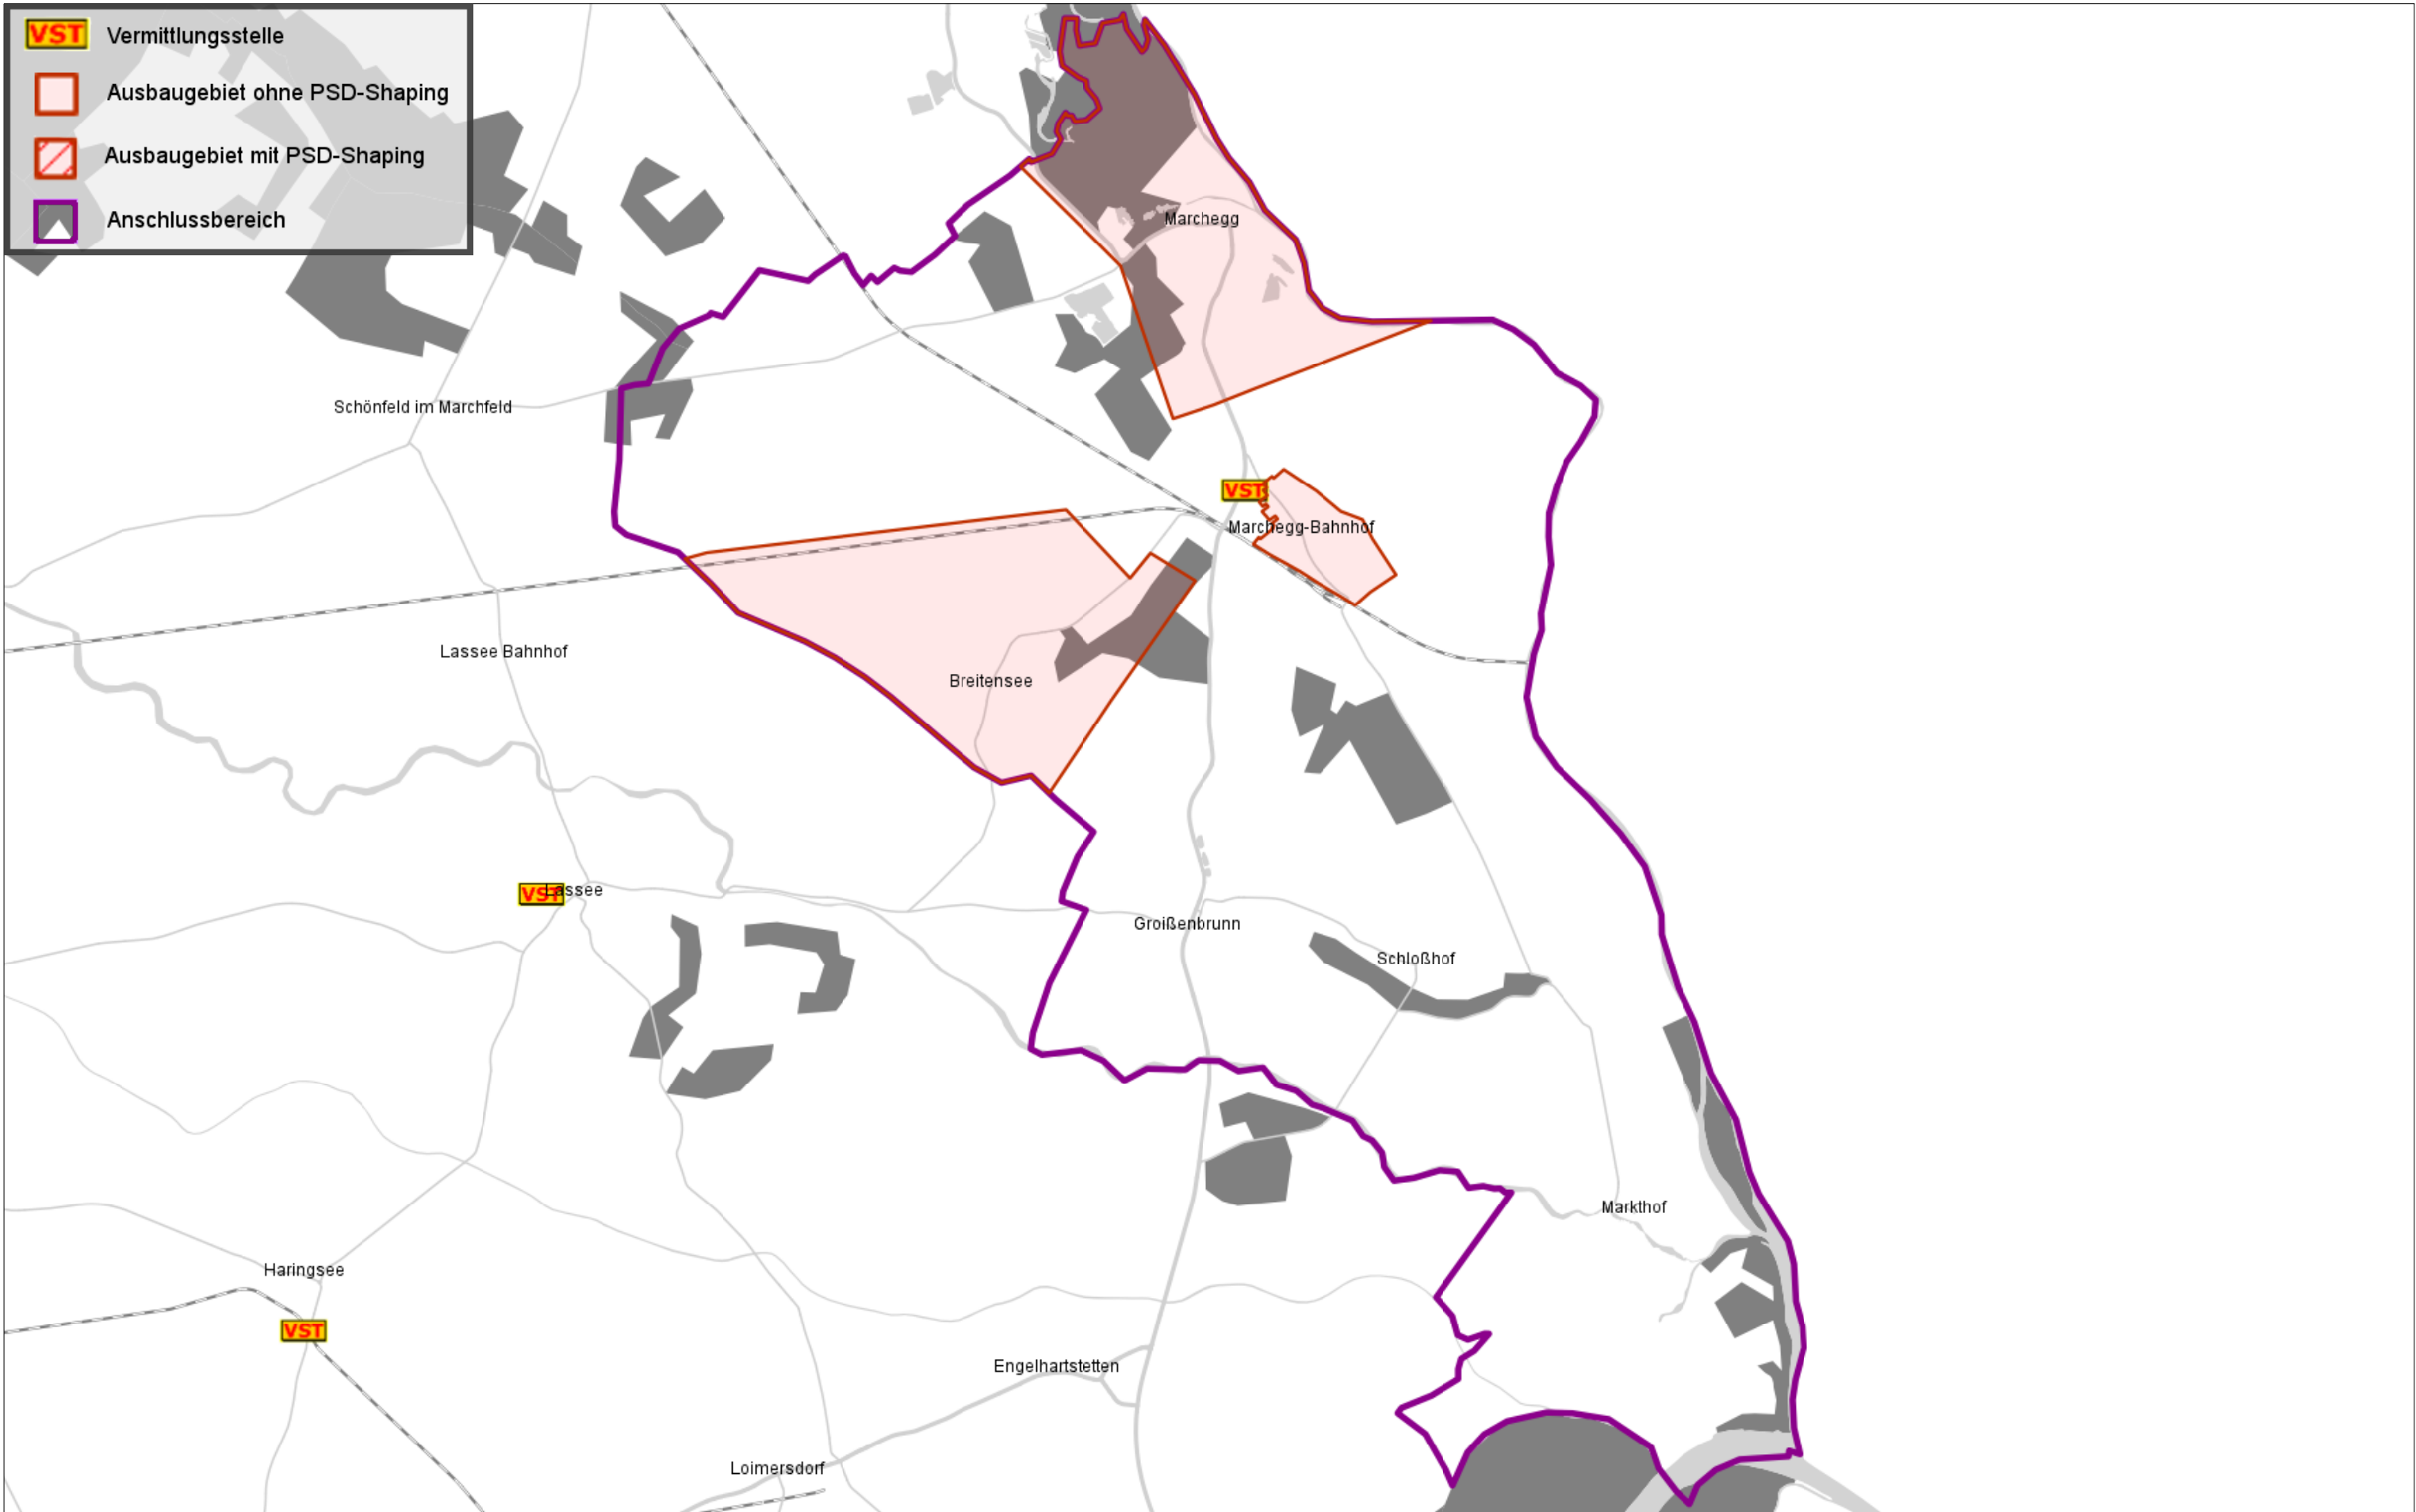 VST Vermittlungsstelle
Ausbaugebiet ohne PSD-Shaping
Ausbaugebiet mit PSD-Shaping
Anschlussbereich
Marchegg
Schönfeld im Marchfeld
VST
Marchegg-Bahnhof
Lassee Bahnhof
Breitensee
VST Lassee
Groißenbrunn
Schloßhof
Markthof
Haringsee
VST
Engelhartstetten
Loimersdorf